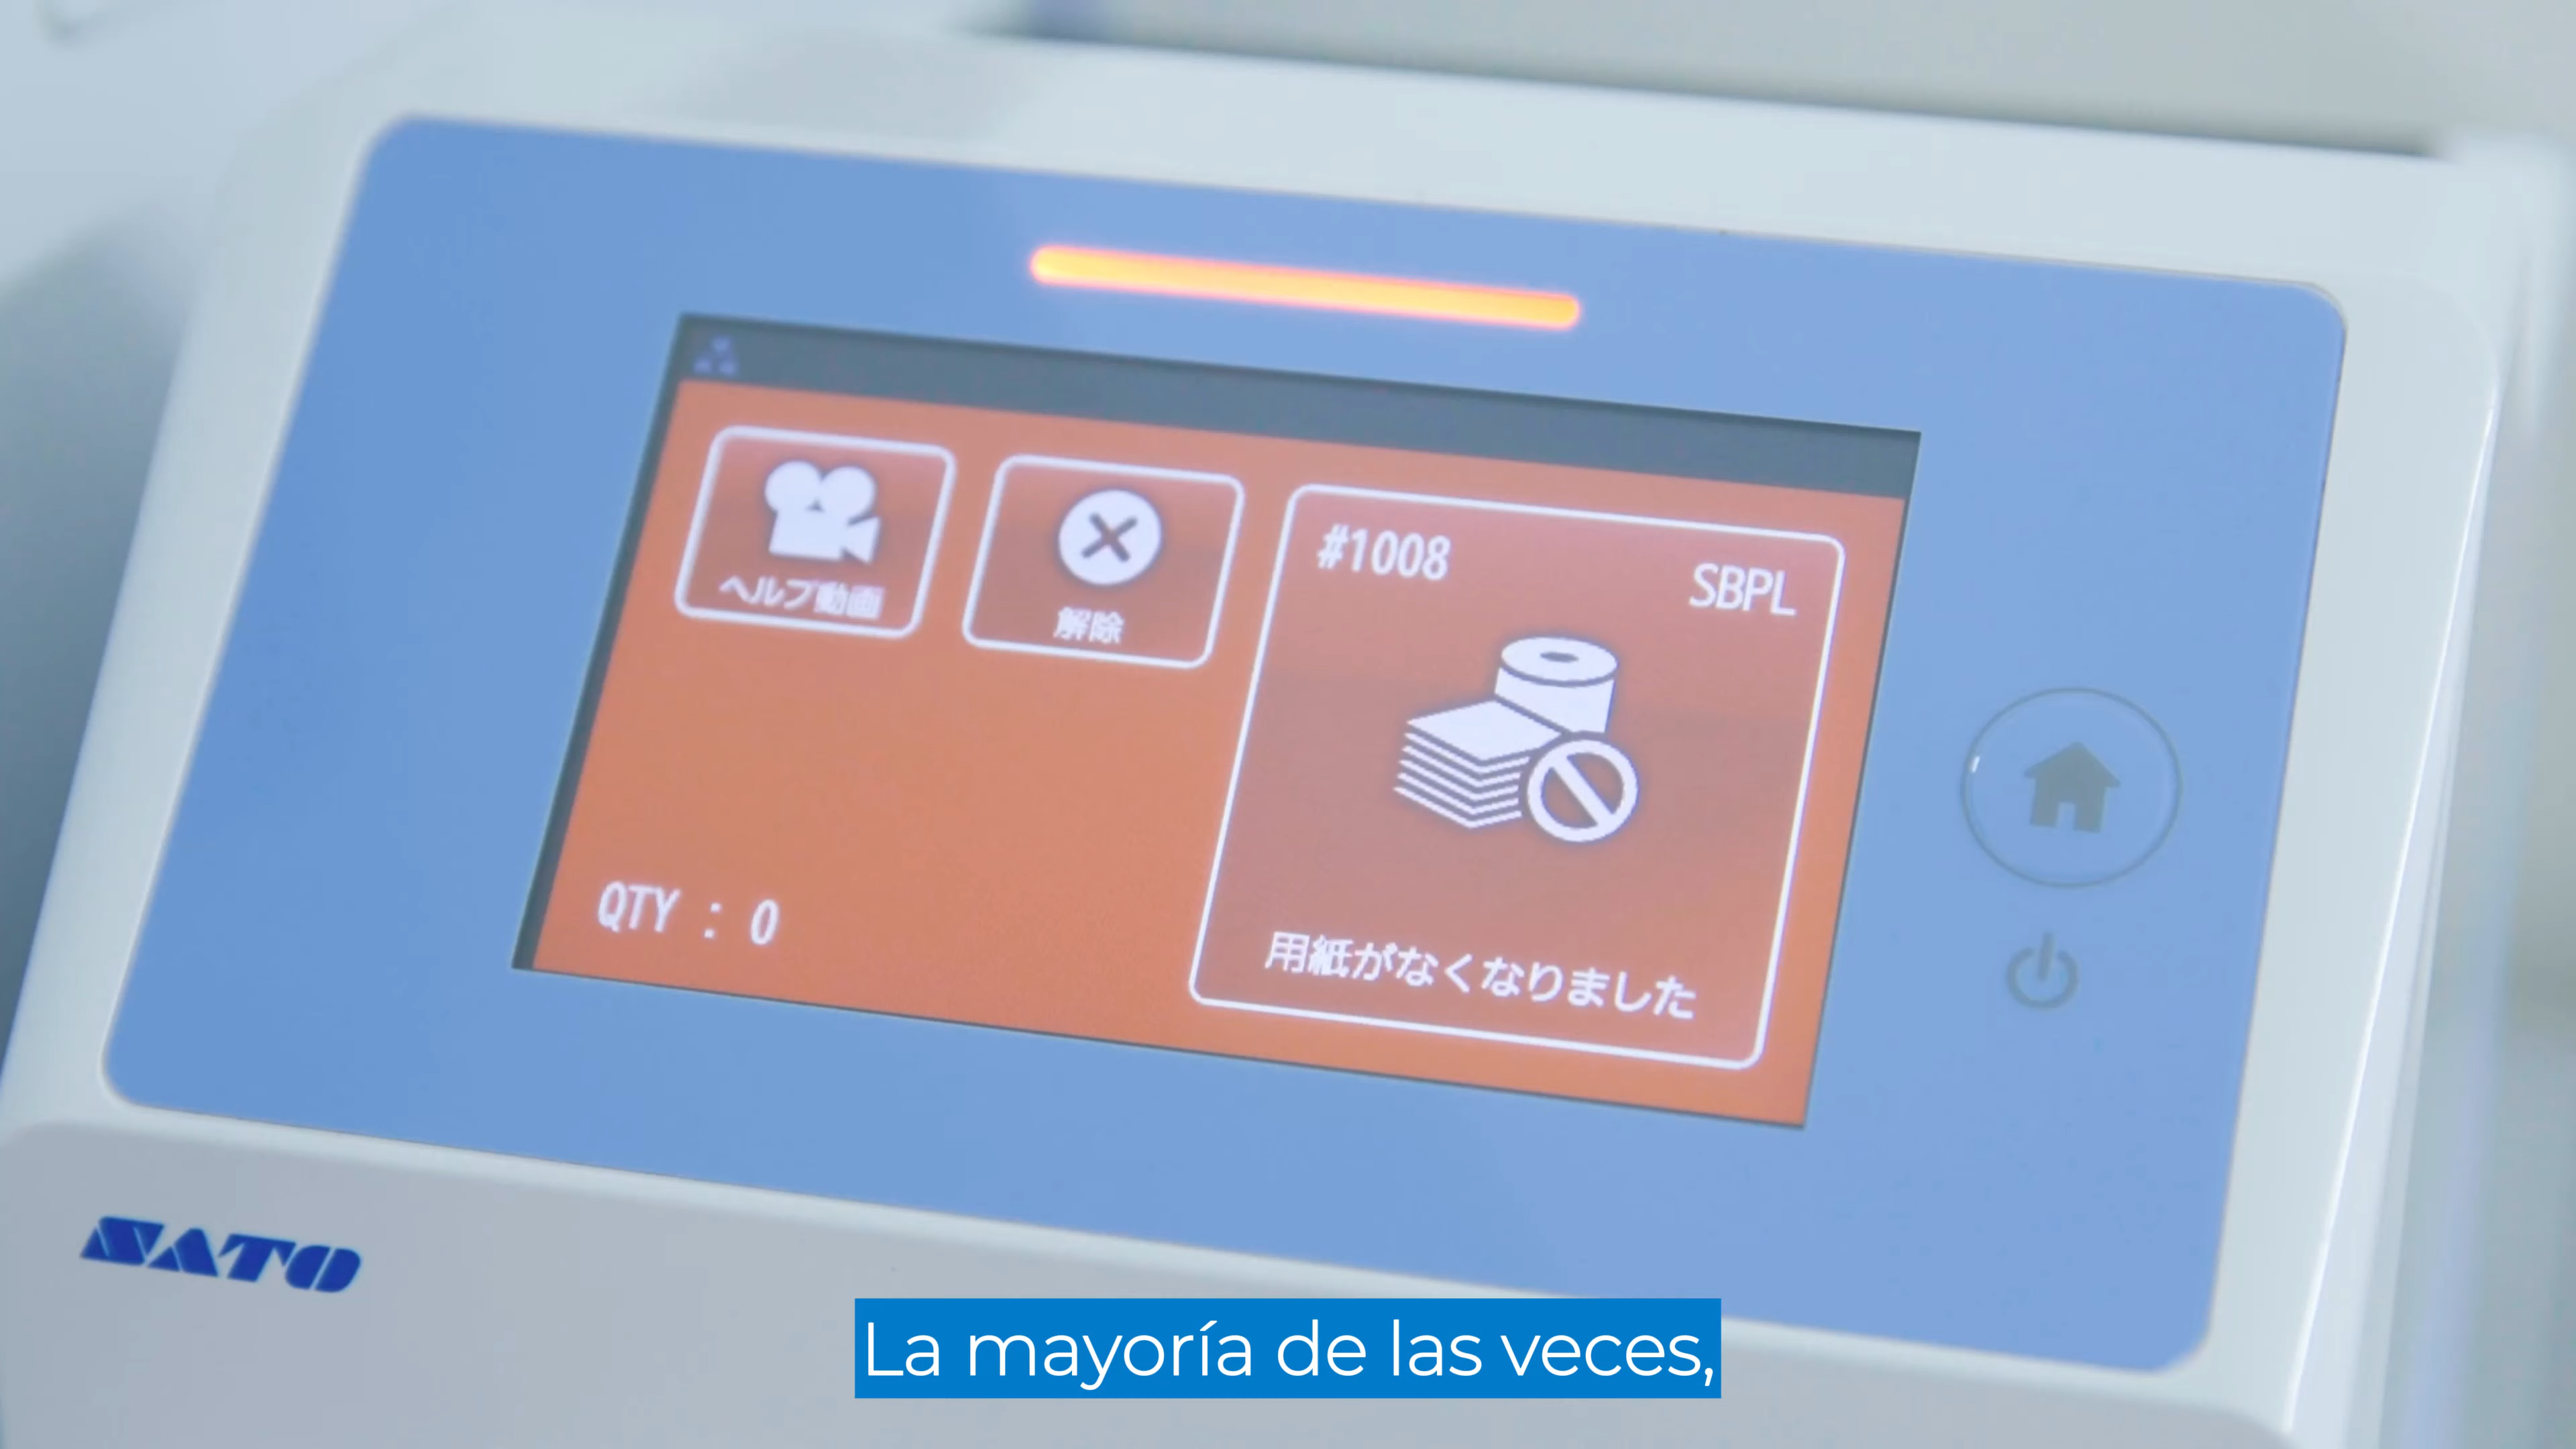 ヘルプ動画
解除
#1008
SBPL
用紙がなくなりました
QTY : 0
SATO
La mayoría de las veces,